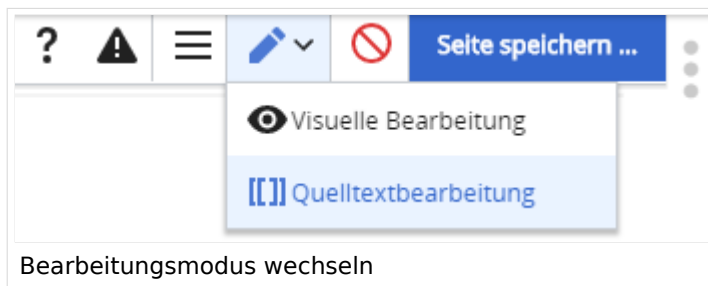 ? Seite speichern ...
Visuelle Bearbeitung
[[]] Quelltextbearbeitung
Bearbeitungsmodus wechseln